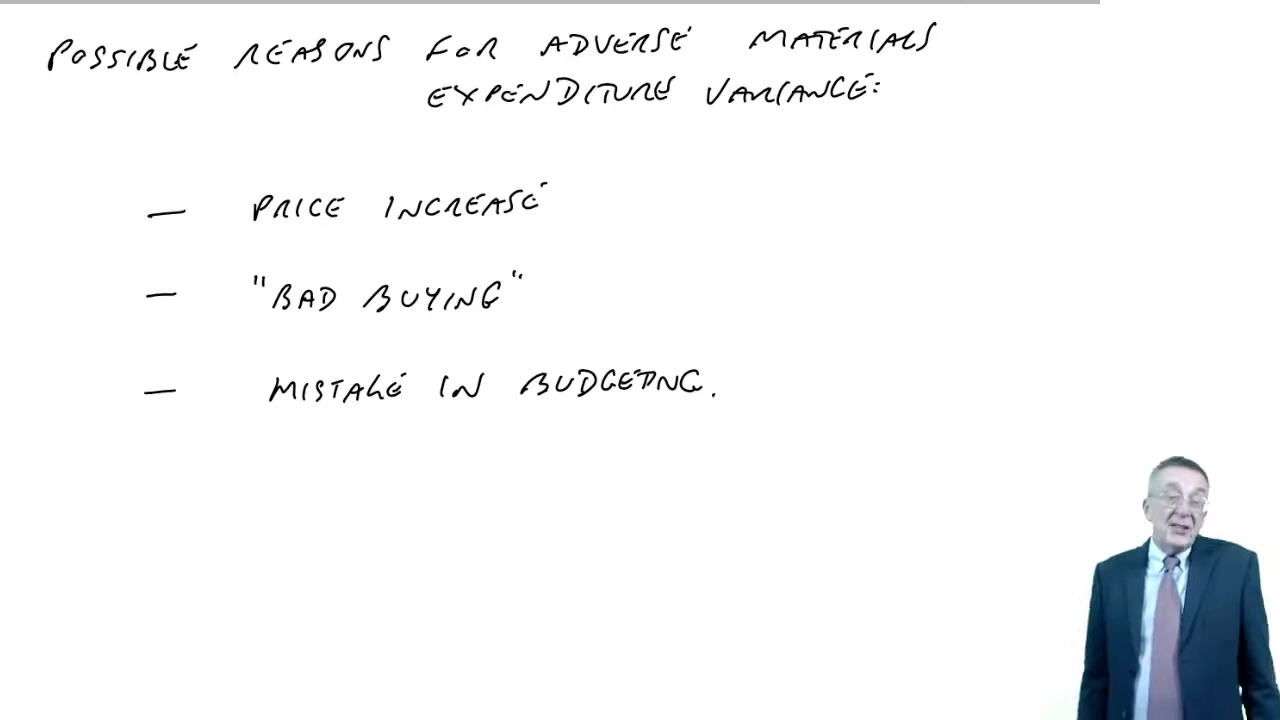 POSSIBLE REASONS FOR ADVERSE MATERIALS
EXPENDITURE VARIANCE:
— PRICE INCREASE
— "BAD BUYING"
— MISTAKE IN BUDGETING.